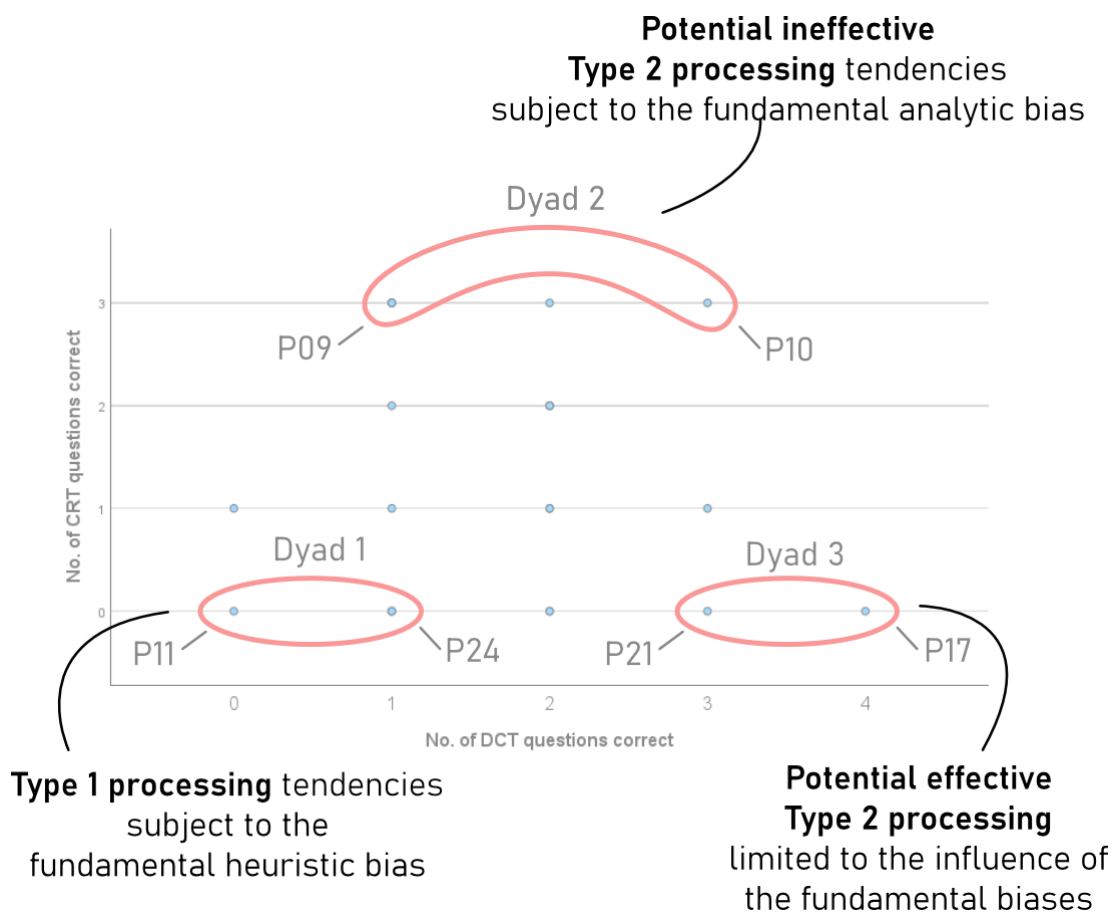 Potential ineffective
Type 2 processing tendencies
subject to the fundamental analytic bias
Dyad 2
3
P09
P10
No. of CRT questions correct
2
1
Dyad 1
Dyad 3
0
P11
P24
P21
P17
0 1 2 3 4
No. of DCT questions correct
Type 1 processing tendencies
subject to the
fundamental heuristic bias
Potential effective
Type 2 processing
limited to the influence of
the fundamental biases